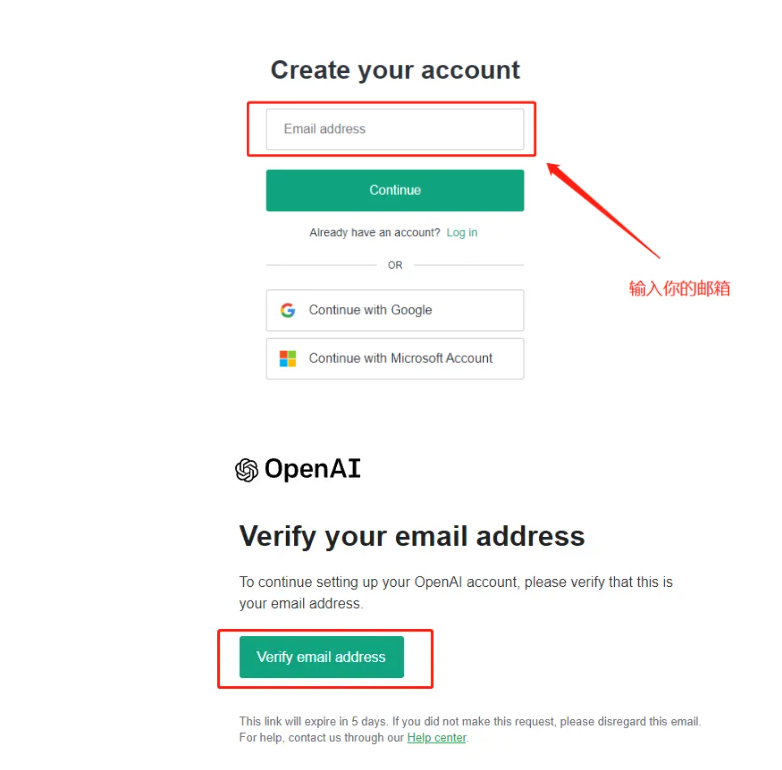 Create your account
Email address
Continue
Already have an account? Log in
OR
输入你的邮箱
Continue with Google
Continue with Microsoft Account
OpenAI
Verify your email address
To continue setting up your OpenAI account, please verify that this is
your email address.
Verify email address
This link will expire in 5 days. If you did not make this request, please disregard this email.
For help, contact us through our Help center.